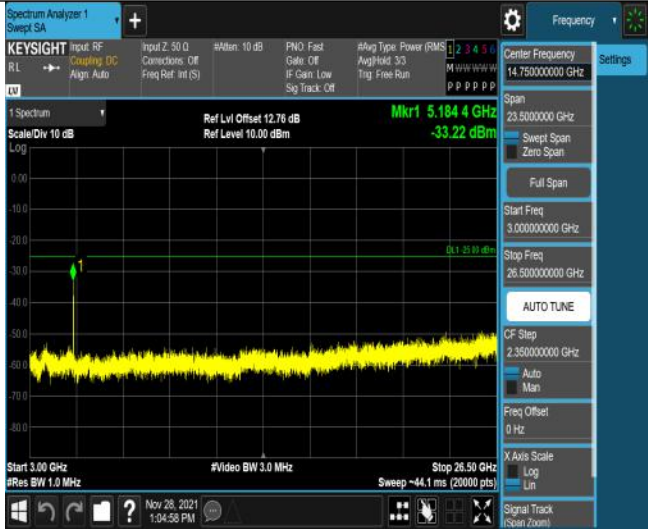 Spectrum Analyzer 1
Swept SA
+
Frequency
KEYSIGHT
RL
LV
Input: RF
Coupling: DC
Align: Auto
Input Z: 50 Ω
Corrections: Off
Freq Ref: Int (S)
#Atten: 10 dB
PNO: Fast
Gate: Off
IF Gain: Low
Sig Track: Off
#Avg Type: Power (RMS
Avg|Hold: 3/3
Trig: Free Run
1 2 3 4 5 6
M W W W W W
P P P P P P
Center Frequency
14.750000000 GHz
Settings
Span
23.5000000 GHz
Swept Span
Zero Span
Full Span
Start Freq
3.000000000 GHz
Stop Freq
26.500000000 GHz
AUTO TUNE
CF Step
2.350000000 GHz
Auto
Man
Freq Offset
0 Hz
X Axis Scale
Log
Lin
Signal Track
(Span Zoom)
1 Spectrum
Scale/Div 10 dB
Log
Ref Lvl Offset 12.76 dB
Ref Level 10.00 dBm
Mkr1 5.184 4 GHz
-33.22 dBm
0.00
-10.0
-20.0
-30.0
-40.0
-50.0
-60.0
-70.0
-80.0
DL1 -25.00 dBm
1
Start 3.00 GHz
#Res BW 1.0 MHz
#Video BW 3.0 MHz
Stop 26.50 GHz
Sweep ~44.1 ms (20000 pts)
?
Nov 28, 2021
1:04:58 PM